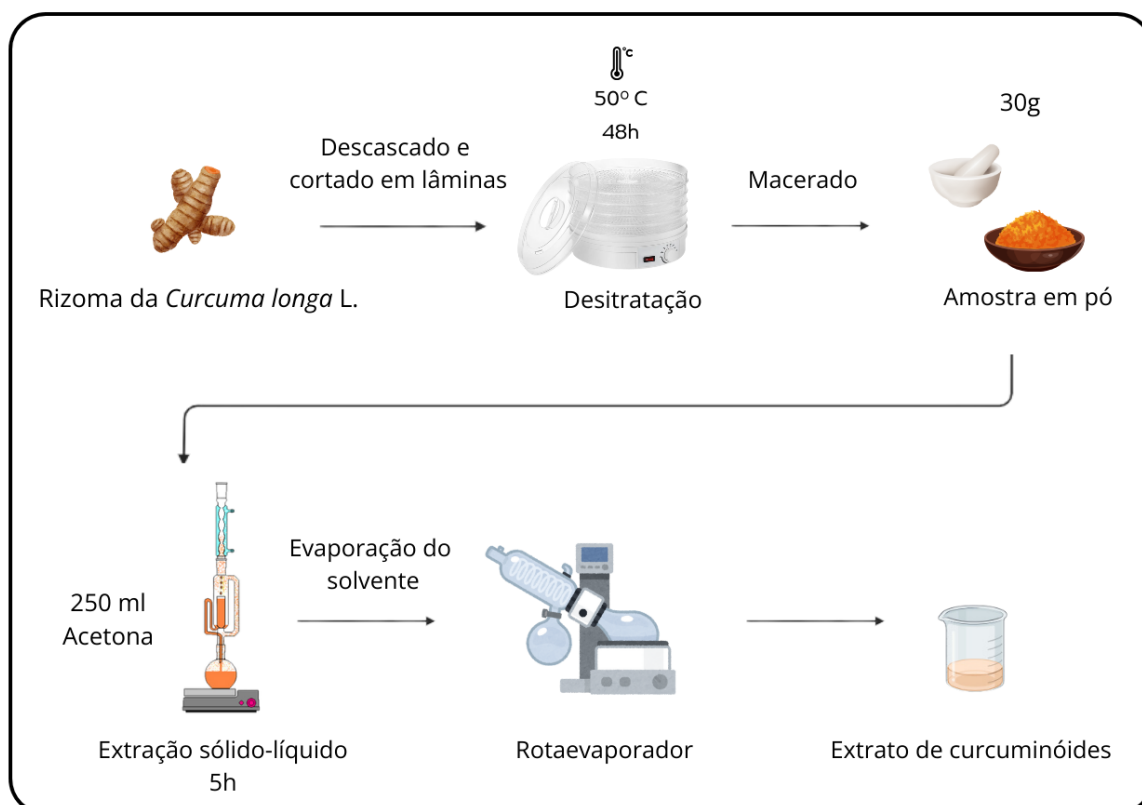 °C
50º C
48h
30g
Descascado e
cortado em lâminas
Macerado
Rizoma da Curcuma longa L.
Desitratação
Amostra em pó
Evaporação do
solvente
250 ml
Acetona
Extração sólido-líquido
5h
Rotaevaporador
Extrato de curcuminóides